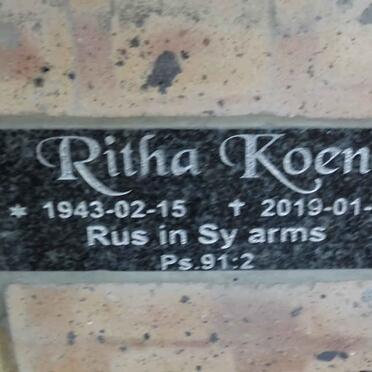 Ritha Koen
* 1943-02-15 ✝ 2019-01-
Rus in Sy arms
Ps.91:2